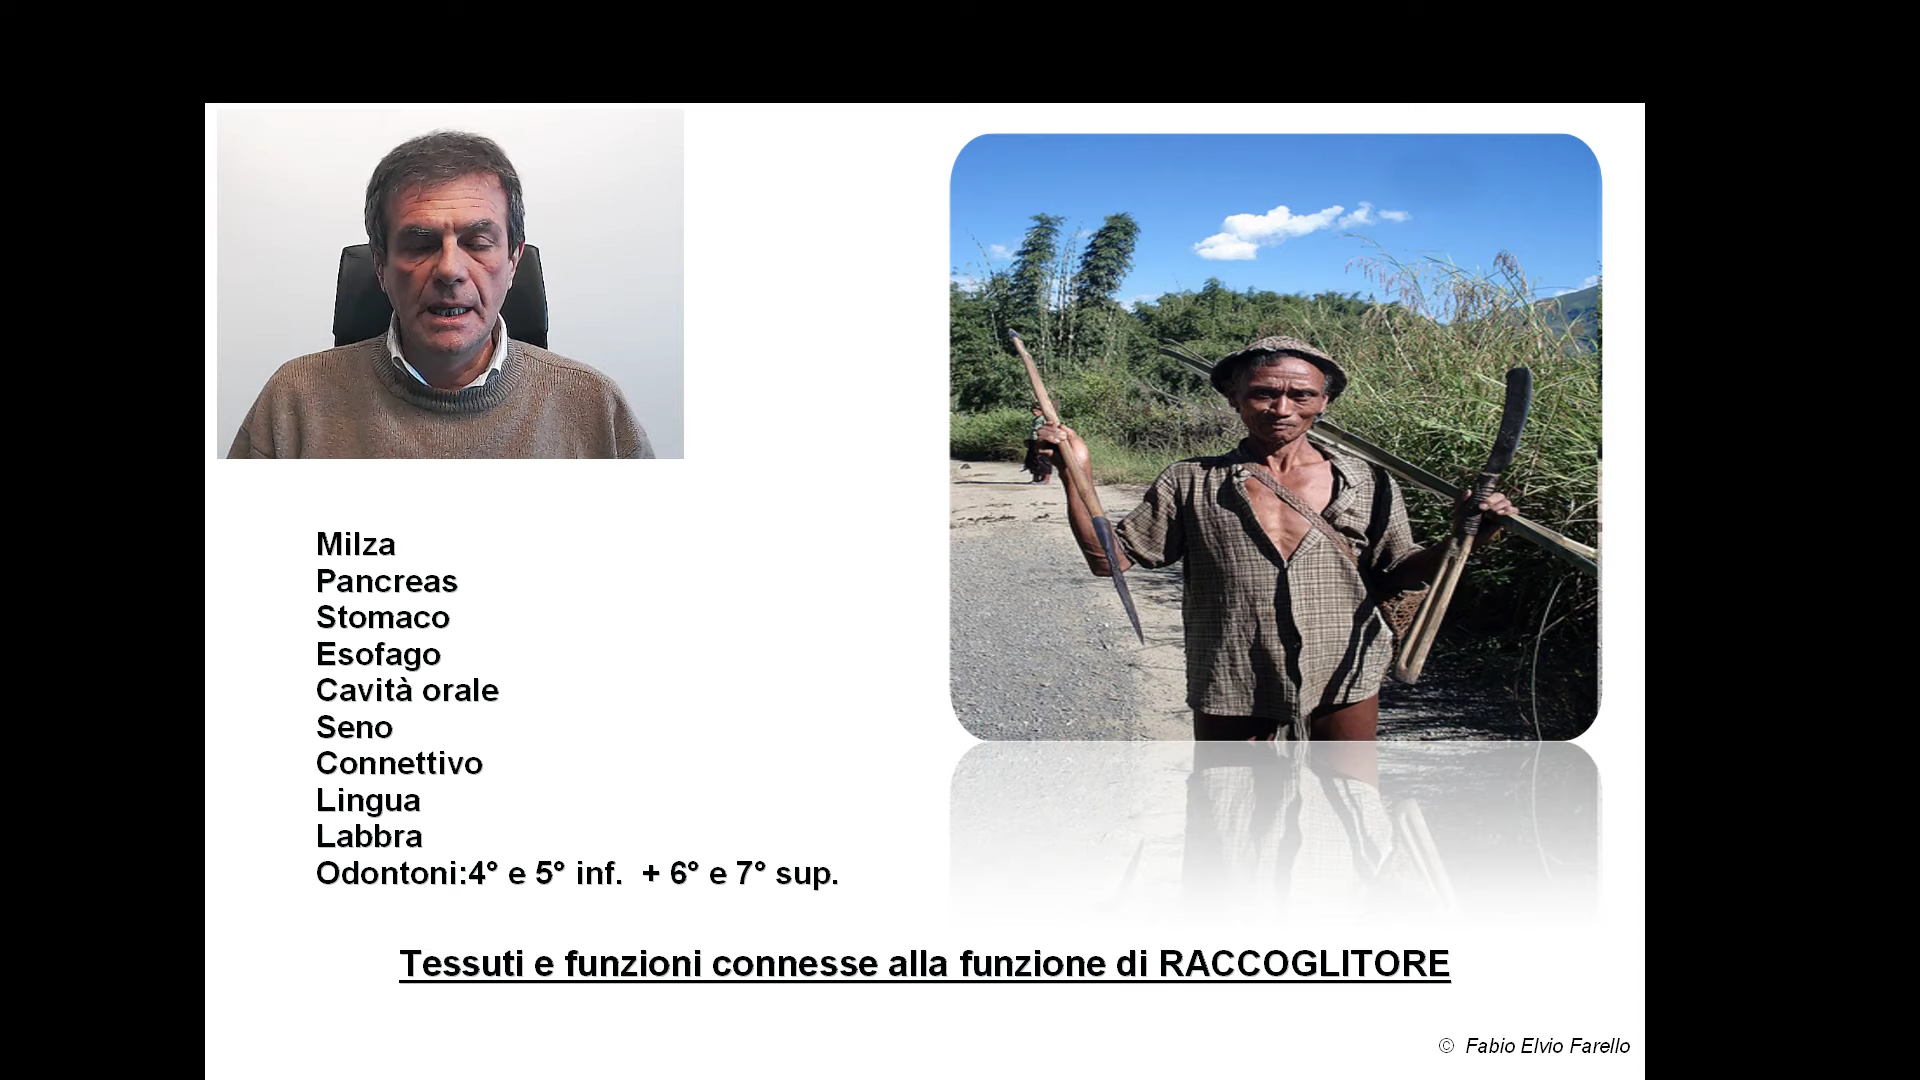 Milza
Pancreas
Stomaco
Esofago
Cavità orale
Seno
Connettivo
Lingua
Labbra
Odontoni:4° e 5° inf.  + 6° e 7° sup.
Tessuti e funzioni connesse alla funzione di RACCOGLITORE
© Fabio Elvio Farello